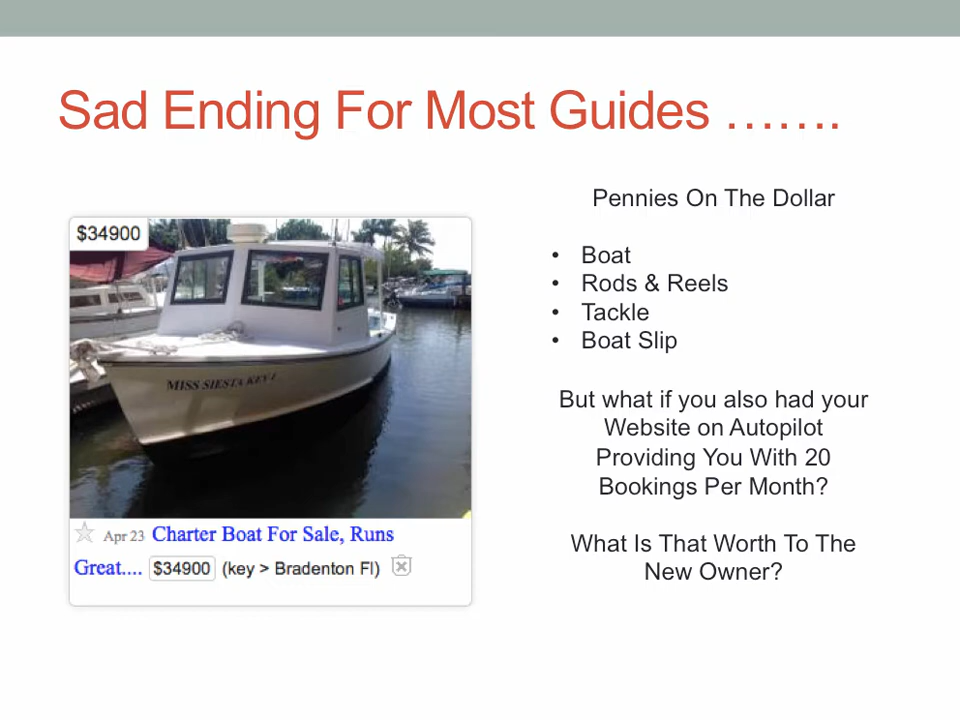 Sad Ending For Most Guides …….
$34900
MISS SIESTA KEY
Apr 23 Charter Boat For Sale, Runs
Great.... $34900 (key > Bradenton Fl)
Pennies On The Dollar
• Boat
• Rods & Reels
• Tackle
• Boat Slip
But what if you also had your
Website on Autopilot
Providing You With 20
Bookings Per Month?
What Is That Worth To The
New Owner?